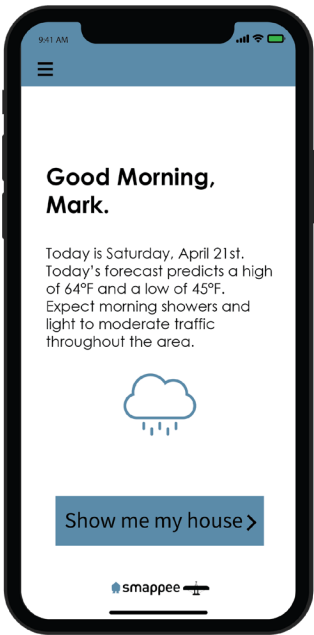 9:41 AM
Good Morning,
Mark.
Today is Saturday, April 21st.
Today's forecast predicts a high
of 64°F and a low of 45°F.
Expect morning showers and
light to moderate traffic
throughout the area.
Show me my house
smappee